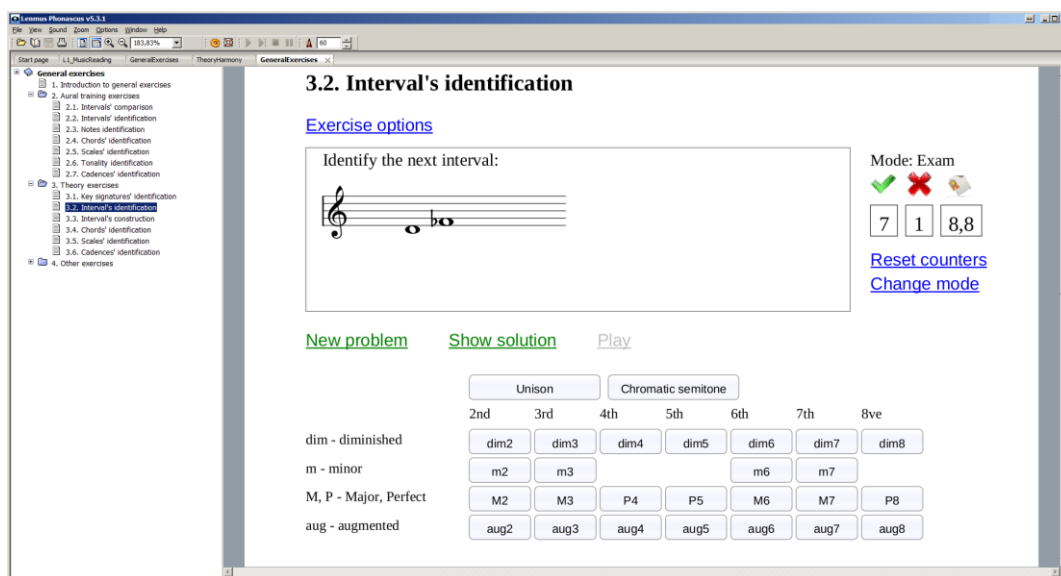 Lenmus Phonascus v5.3.1
File View Sound Zoom Options Window Help
183,83% 60
Start page L1_MusicReading GeneralExercises TheoryHarmony GeneralExercises
General exercises
1. Introduction to general exercises
2. Aural training exercises
2.1. Intervals' comparison
2.2. Intervals' identification
2.3. Notes identification
2.4. Chords' identification
2.5. Scales' identification
2.6. Tonality identification
2.7. Cadences' identification
3. Theory exercises
3.1. Key signatures' identification
3.2. Interval's identification
3.3. Interval's construction
3.4. Chords' identification
3.5. Scales' identification
3.6. Cadences' identification
4. Other exercises
3.2. Interval's identification
Exercise options
Identify the next interval:
Mode: Exam
7 1 8,8
Reset counters
Change mode
New problem Show solution Play
Unison Chromatic semitone
2nd 3rd 4th 5th 6th 7th 8ve
dim - diminished dim2 dim3 dim4 dim5 dim6 dim7 dim8
m - minor m2 m3 m6 m7
M, P - Major, Perfect M2 M3 P4 P5 M6 M7 P8
aug - augmented aug2 aug3 aug4 aug5 aug6 aug7 aug8